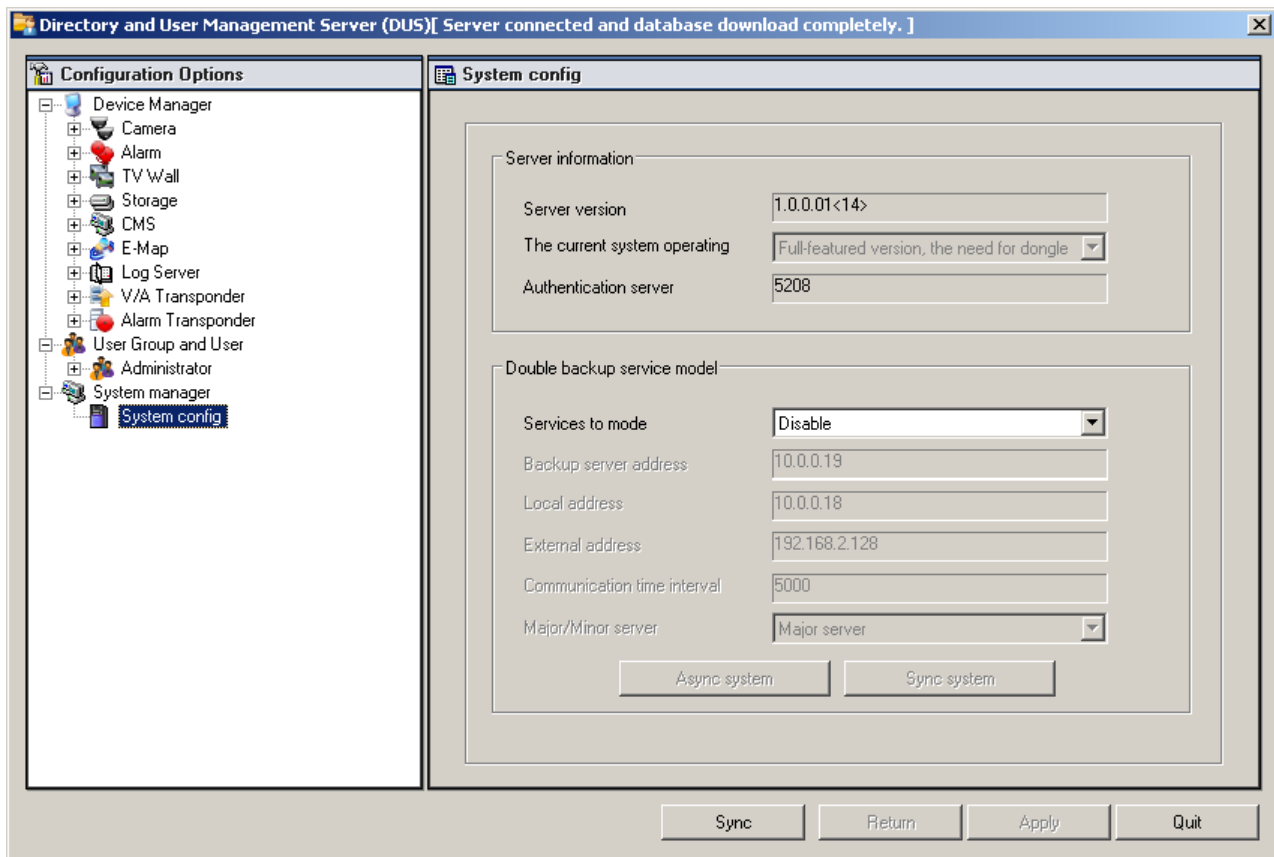 Directory and User Management Server (DUS)[ Server connected and database download completely. ]
Configuration Options
Device Manager
Camera
Alarm
TV Wall
Storage
CMS
E-Map
Log Server
V/A Transponder
Alarm Transponder
User Group and User
Administrator
System manager
System config
System config
Server information
Server version 1.0.0.01<14>
The current system operating Full-featured version, the need for dongle
Authentication server 5208
Double backup service model
Services to mode Disable
Backup server address 10.0.0.19
Local address 10.0.0.18
External address 192.168.2.128
Communication time interval 5000
Major/Minor server Major server
Async system Sync system
Sync Return Apply Quit